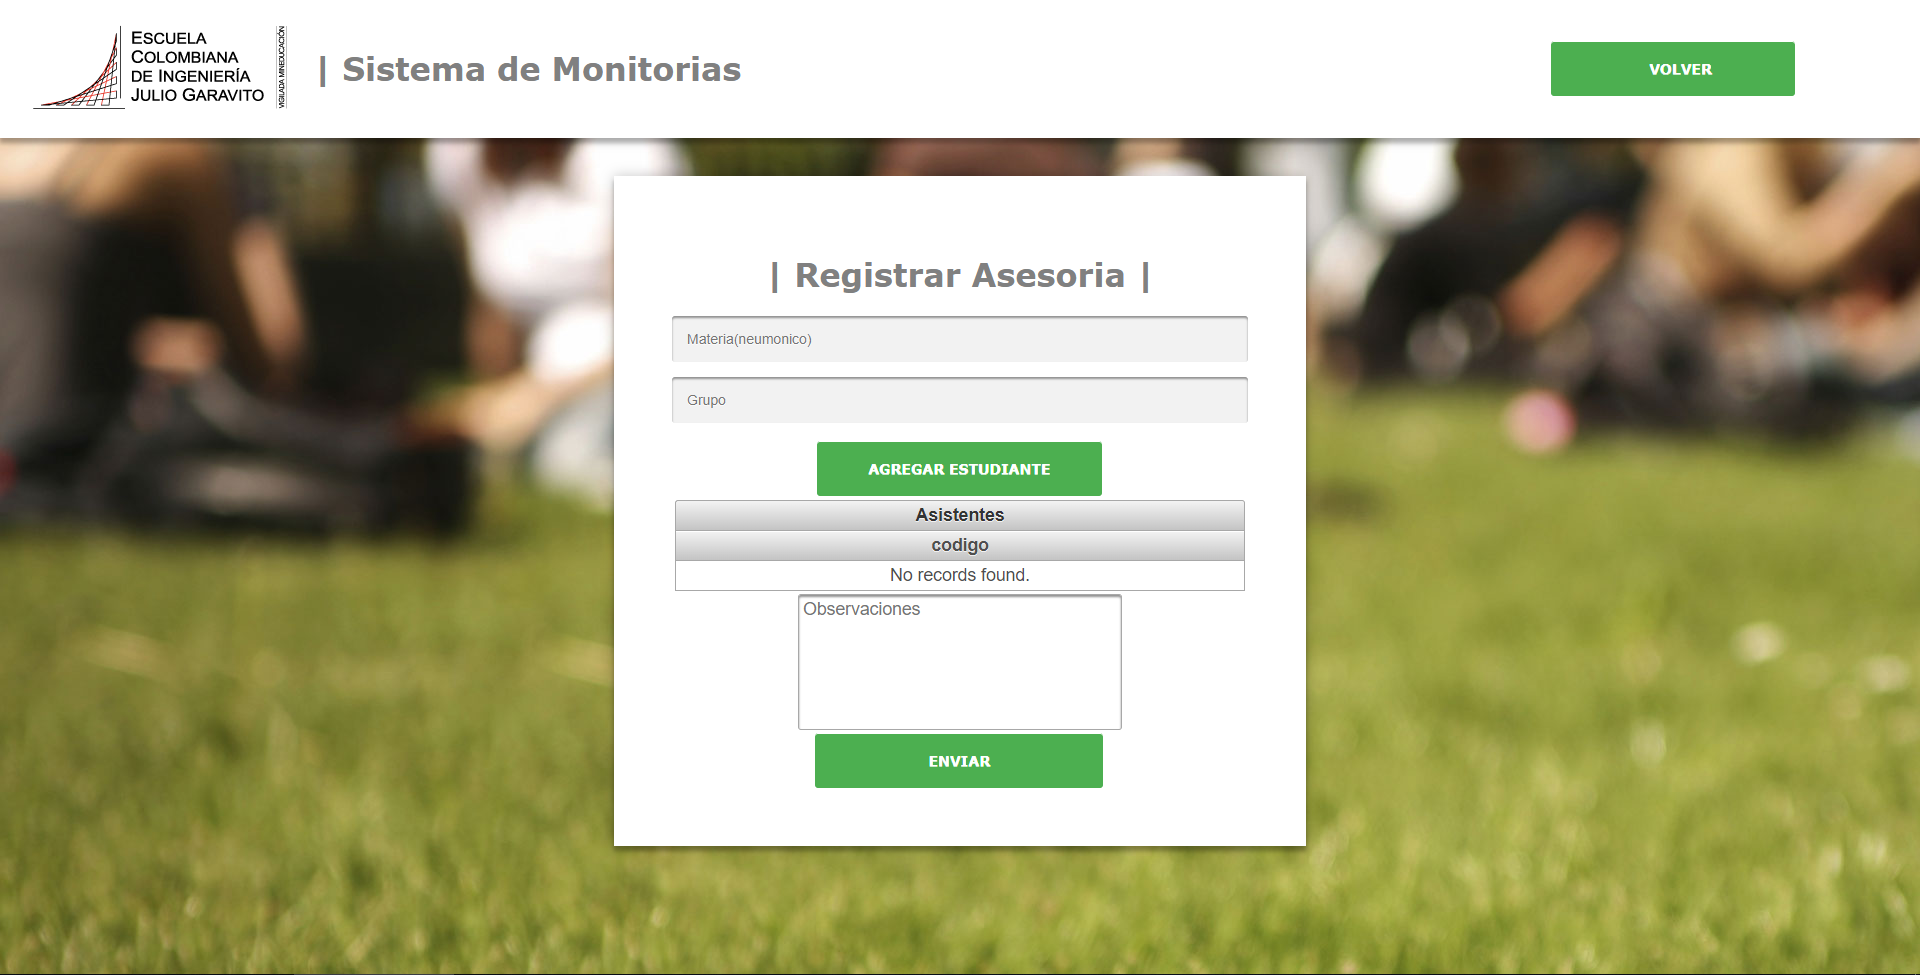 ESCUELA
COLOMBIANA
DE INGENIERÍA
JULIO GARAVITO
VIGILADA MINEDUCACIÓN
| Sistema de Monitorias
VOLVER
| Registrar Asesoria |
Materia(neumonico)
Grupo
AGREGAR ESTUDIANTE
Asistentes
codigo
No records found.
Observaciones
ENVIAR